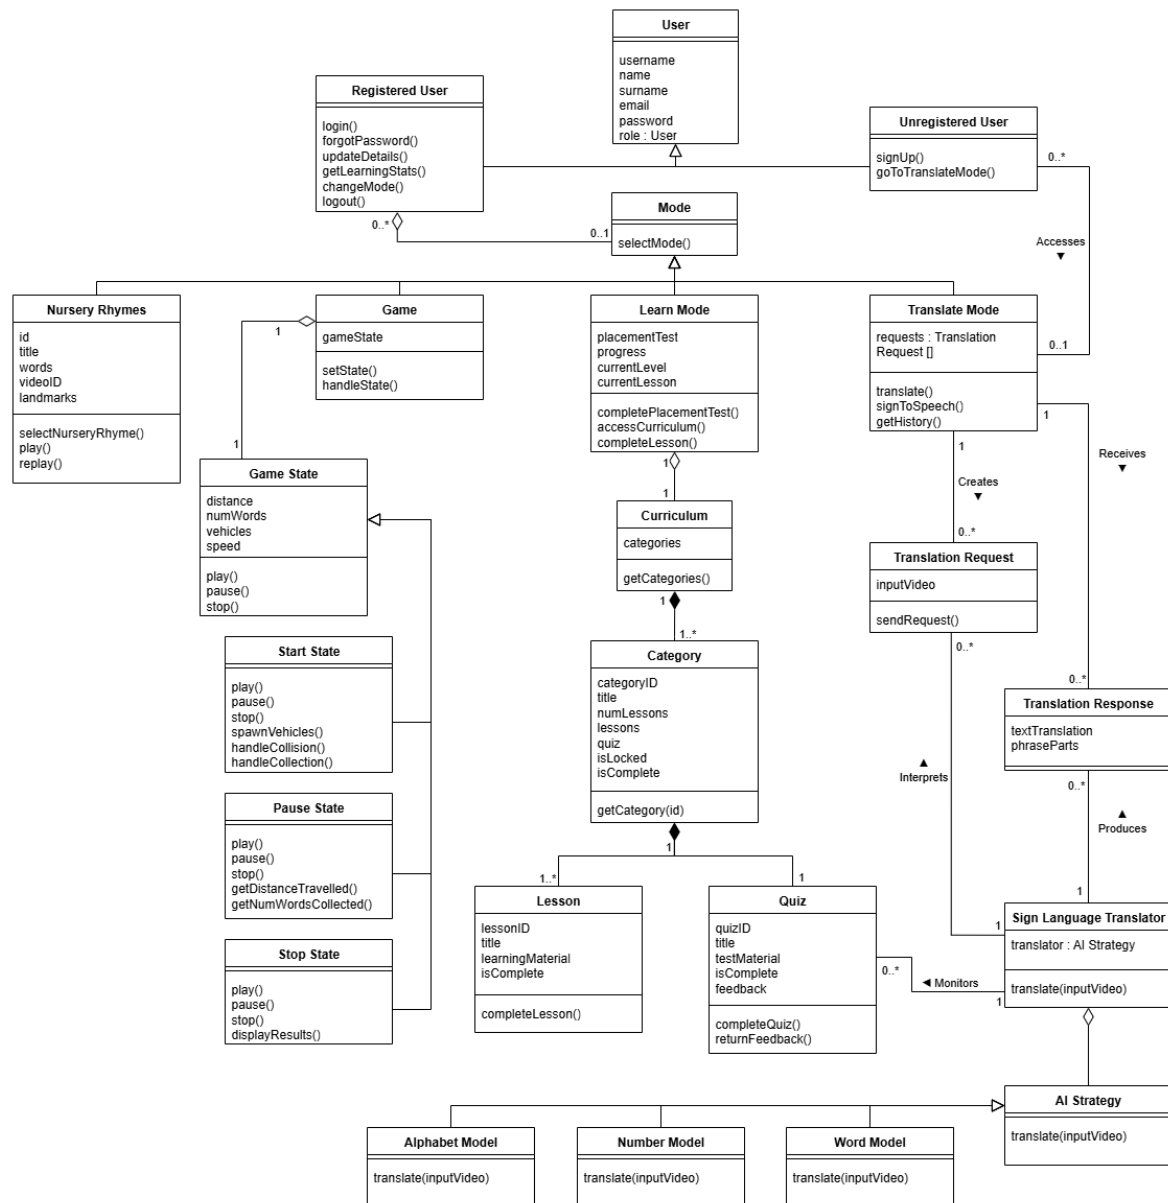 User
username
name
surname
email
password
role : User
Registered User
login()
forgotPassword()
updateDetails()
getLearningStats()
changeMode()
logout()
Unregistered User
signUp()
goToTranslateMode()
0..*
0..*
0..1
Mode
selectMode()
Accesses
▼
Nursery Rhymes
id
title
words
videoID
landmarks
selectNurseryRhyme()
play()
replay()
Game
gameState
setState()
handleState()
1
1
Learn Mode
placementTest
progress
currentLevel
currentLesson
completePlacementTest()
accessCurriculum()
completeLesson()
1
1
Translate Mode
requests : Translation
Request []
translate()
signToSpeech()
getHistory()
0..1
1
1
Receives
▼
Creates
▼
0..*
Game State
distance
numWords
vehicles
speed
play()
pause()
stop()
Curriculum
categories
getCategories()
1
1..*
Translation Request
inputVideo
sendRequest()
0..*
0..*
Start State
play()
pause()
stop()
spawnVehicles()
handleCollision()
handleCollection()
Category
categoryID
title
numLessons
lessons
quiz
isLocked
isComplete
getCategory(id)
1
1..*
1
Translation Response
textTranslation
phraseParts
0..*
▲
Interprets
▲
Produces
1
Pause State
play()
pause()
stop()
getDistanceTravelled()
getNumWordsCollected()
Stop State
play()
pause()
stop()
displayResults()
Lesson
lessonID
title
learningMaterial
isComplete
completeLesson()
Quiz
quizID
title
testMaterial
isComplete
feedback
completeQuiz()
returnFeedback()
0..*
◄ Monitors
1
1
Sign Language Translator
translator : AI Strategy
translate(inputVideo)
AI Strategy
translate(inputVideo)
Alphabet Model
translate(inputVideo)
Number Model
translate(inputVideo)
Word Model
translate(inputVideo)